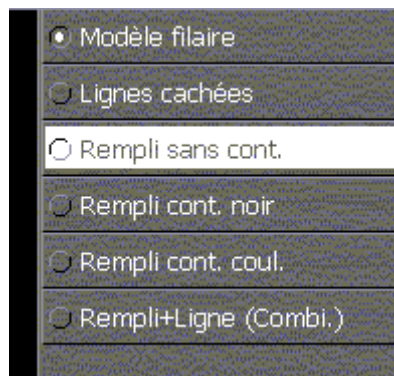 Modèle filaire
Lignes cachées
Rempli sans cont.
Rempli cont. noir
Rempli cont. coul.
Rempli+Ligne (Combi.)